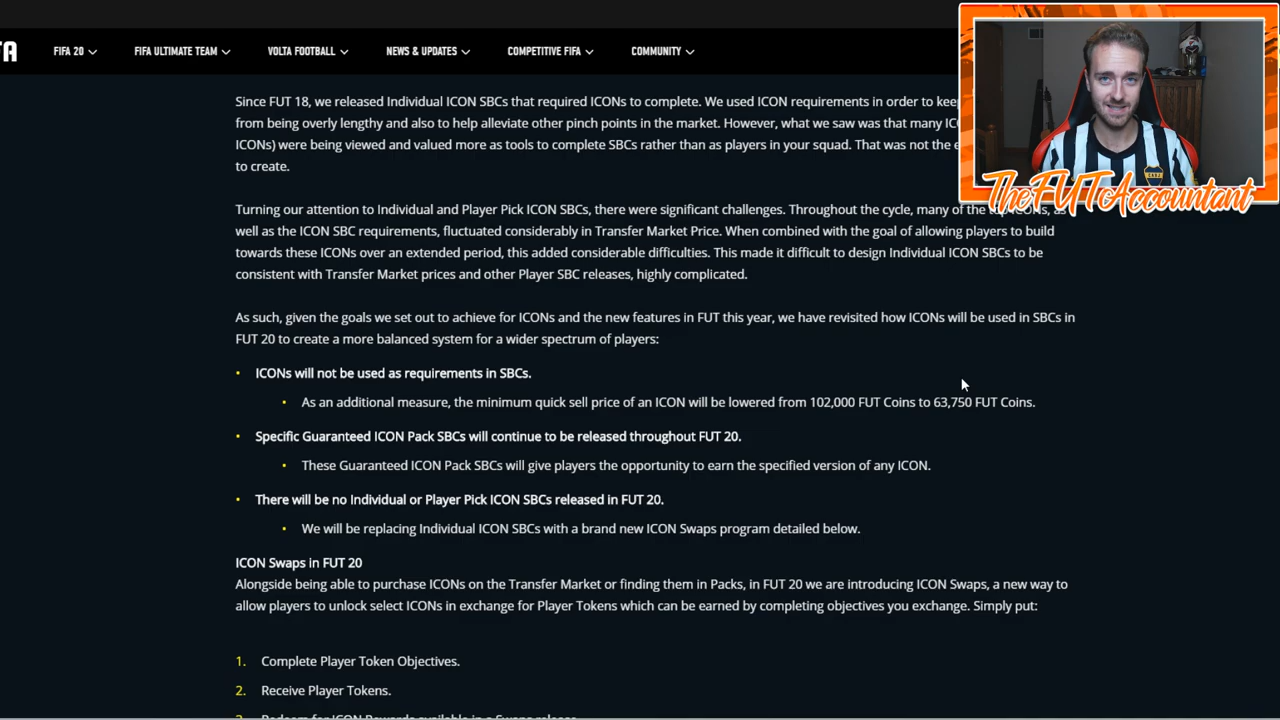 TA FIFA 20 FIFA ULTIMATE TEAM VOLTA FOOTBALL NEWS & UPDATES COMPETITIVE FIFA COMMUNITY
Since FUT 18, we released Individual ICON SBCs that required ICONs to complete. We used ICON requirements in order to kee
from being overly lengthy and also to help alleviate other pinch points in the market. However, what we saw was that many IC
ICONs) were being viewed and valued more as tools to complete SBCs rather than as players in your squad. That was not the e
to create.
TheFUTAccountant
Turning our attention to Individual and Player Pick ICON SBCs, there were significant challenges. Throughout the cycle, many of the top ICONs, as
well as the ICON SBC requirements, fluctuated considerably in Transfer Market Price. When combined with the goal of allowing players to build
towards these ICONs over an extended period, this added considerable difficulties. This made it difficult to design Individual ICON SBCs to be
consistent with Transfer Market prices and other Player SBC releases, highly complicated.
As such, given the goals we set out to achieve for ICONs and the new features in FUT this year, we have revisited how ICONs will be used in SBCs in
FUT 20 to create a more balanced system for a wider spectrum of players:
• ICONs will not be used as requirements in SBCs.
• As an additional measure, the minimum quick sell price of an ICON will be lowered from 102,000 FUT Coins to 63,750 FUT Coins.
• Specific Guaranteed ICON Pack SBCs will continue to be released throughout FUT 20.
• These Guaranteed ICON Pack SBCs will give players the opportunity to earn the specified version of any ICON.
• There will be no Individual or Player Pick ICON SBCs released in FUT 20.
• We will be replacing Individual ICON SBCs with a brand new ICON Swaps program detailed below.
ICON Swaps in FUT 20
Alongside being able to purchase ICONs on the Transfer Market or finding them in Packs, in FUT 20 we are introducing ICON Swaps, a new way to
allow players to unlock select ICONs in exchange for Player Tokens which can be earned by completing objectives you exchange. Simply put:
1. Complete Player Token Objectives.
2. Receive Player Tokens.
3. Redeem for ICON Rewards available in a Swaps release.